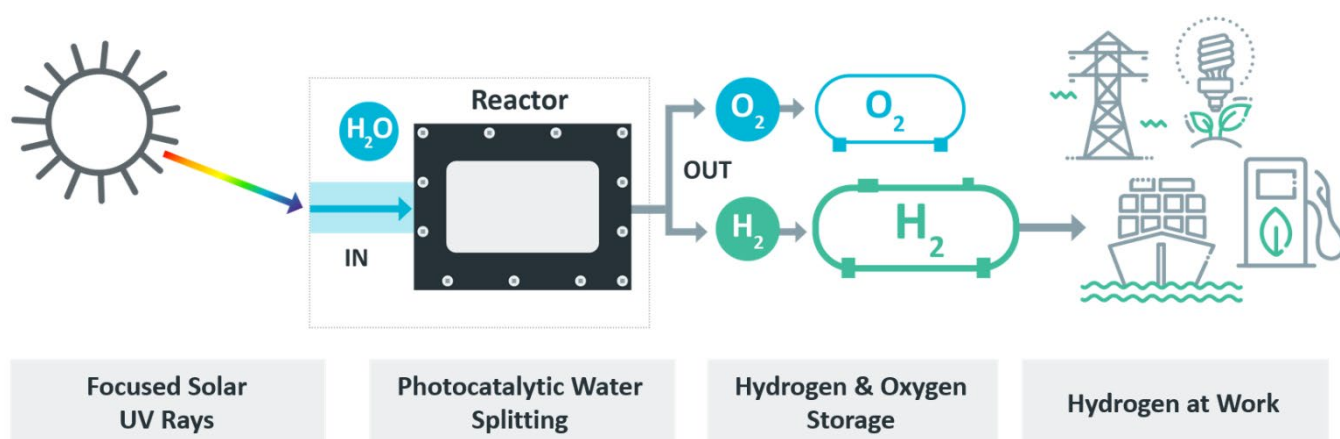 Reactor
H₂O
IN
OUT
O₂
O₂
H₂
H₂
Focused Solar
UV Rays
Photocatalytic Water
Splitting
Hydrogen & Oxygen
Storage
Hydrogen at Work